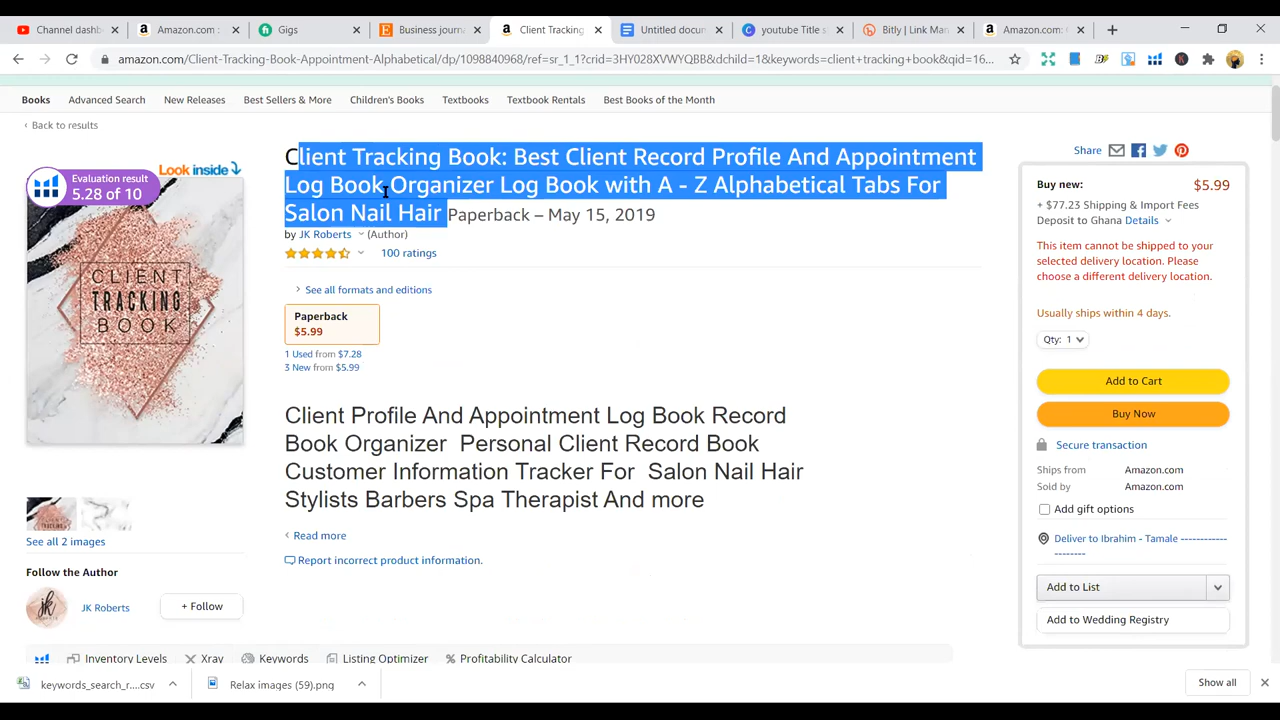 Channel dashb
Amazon.com :
Gigs
Business journa
Client Tracking
Untitled docun
youtube Title s
Bitly | Link Man
Amazon.com: 
amazon.com/Client-Tracking-Book-Appointment-Alphabetical/dp/1095840968/ref=sr_1_1?crid=3HY028XVWYQBB&dchild=1&keywords=client+tracking+book&qid=16...
Books
Advanced Search
New Releases
Best Sellers & More
Children's Books
Textbooks
Textbook Rentals
Best Books of the Month
‹ Back to results
Look inside
Evaluation result
5.28 of 10
CLIENT
TRACKING
BOOK
See all 2 images
Follow the Author
JK Roberts
+ Follow
Client Tracking Book: Best Client Record Profile And Appointment
Log Book Organizer Log Book with A - Z Alphabetical Tabs For
Salon Nail Hair Paperback – May 15, 2019
by JK Roberts (Author)
100 ratings
See all formats and editions
Paperback
$5.99
1 Used from $7.28
3 New from $5.99
Client Profile And Appointment Log Book Record
Book Organizer Personal Client Record Book
Customer Information Tracker For Salon Nail Hair
Stylists Barbers Spa Therapist And more
Read more
Report incorrect product information.
Share
Buy new: $5.99
+ $77.23 Shipping & Import Fees
Deposit to Ghana Details
This item cannot be shipped to your
selected delivery location. Please
choose a different delivery location.
Usually ships within 4 days.
Qty: 1
Add to Cart
Buy Now
Secure transaction
Ships from Amazon.com
Sold by Amazon.com
Add gift options
Deliver to Ibrahim - Tamale ------------------
--------
Add to List
Add to Wedding Registry
Inventory Levels
Xray
Keywords
Listing Optimizer
Profitability Calculator
keywords_search_r....csv
Relax images (59).png
Show all